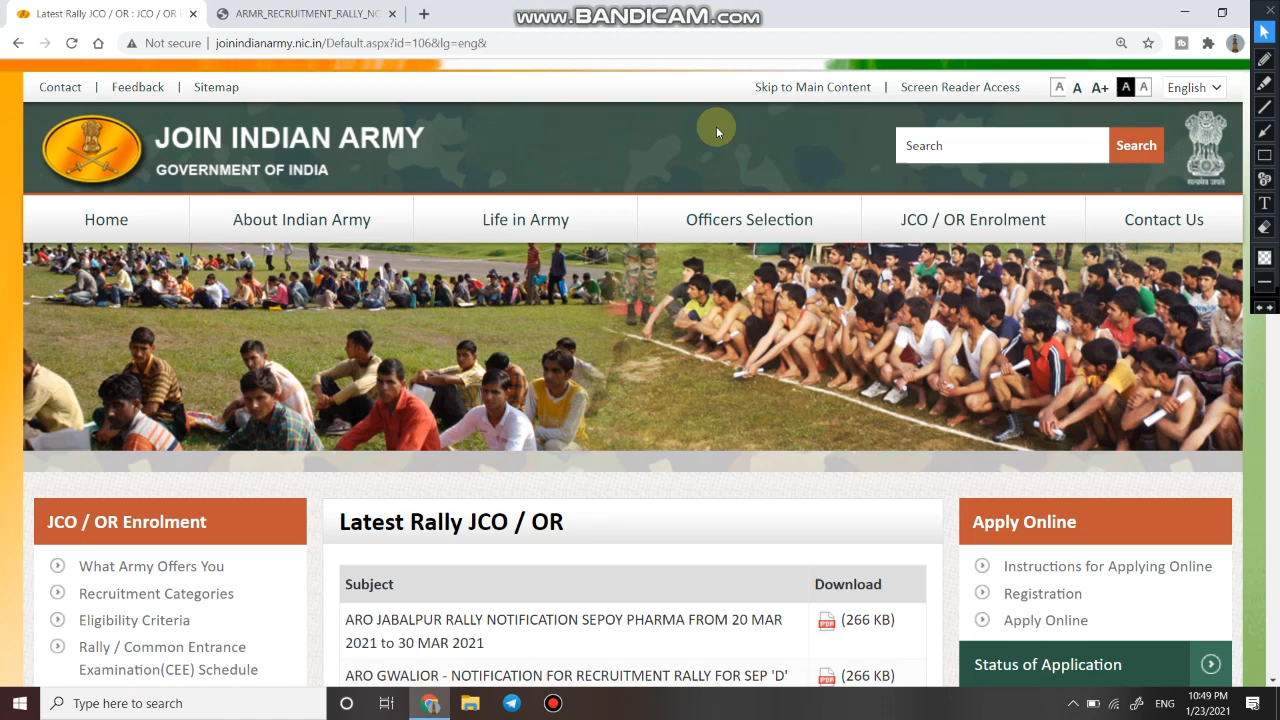 Latest Rally JCO / OR : JCO / OR
ARMR_RECRUITMENT_RALLY_NO
www.BANDICAM.com
Not secure | joinindianarmy.nic.in/Default.aspx?id=106&lg=eng&
Contact | Feedback | Sitemap
Skip to Main Content | Screen Reader Access
A A A+ A A
English
JOIN INDIAN ARMY
GOVERNMENT OF INDIA
Search Search
Home
About Indian Army
Life in Army
Officers Selection
JCO / OR Enrolment
Contact Us
JCO / OR Enrolment
What Army Offers You
Recruitment Categories
Eligibility Criteria
Rally / Common Entrance
Examination(CEE) Schedule
Latest Rally JCO / OR
Subject Download
ARO JABALPUR RALLY NOTIFICATION SEPOY PHARMA FROM 20 MAR
2021 to 30 MAR 2021
PDF (266 KB)
ARO GWALIOR - NOTIFICATION FOR RECRUITMENT RALLY FOR SEP 'D'
PDF (266 KB)
Apply Online
Instructions for Applying Online
Registration
Apply Online
Status of Application
Type here to search
ENG
10:49 PM
1/23/2021